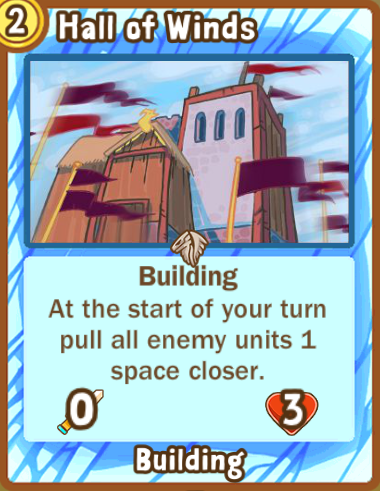 2 Hall of Winds
Building
At the start of your turn
pull all enemy units 1
space closer.
0 3
Building